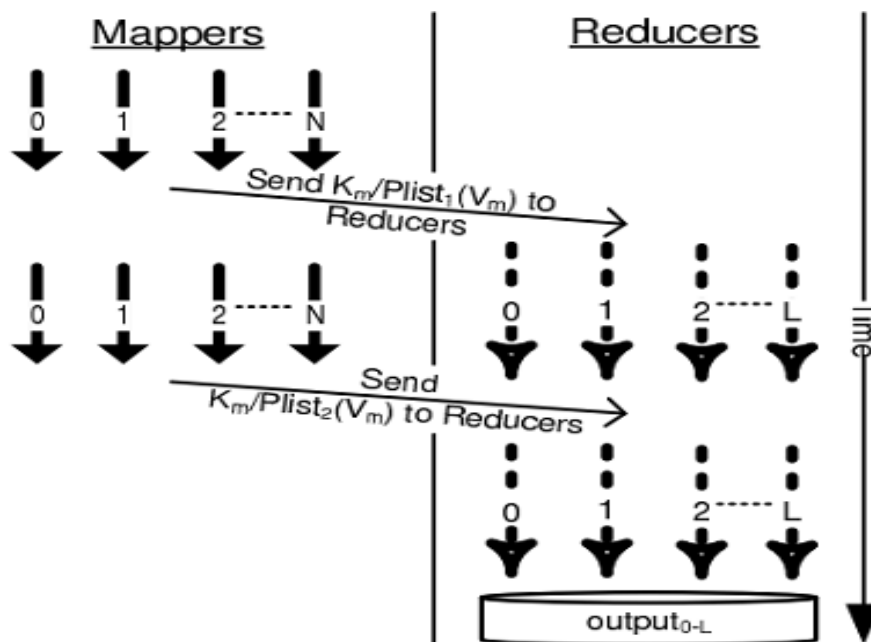 Mappers
Reducers
0 1 2 N
Send Kₘ/Plist₁(Vₘ) to
Reducers
0 1 2 N
0 1 2 L
Time
Send
Kₘ/Plist₂(Vₘ) to Reducers
0 1 2 L
output₀₋L